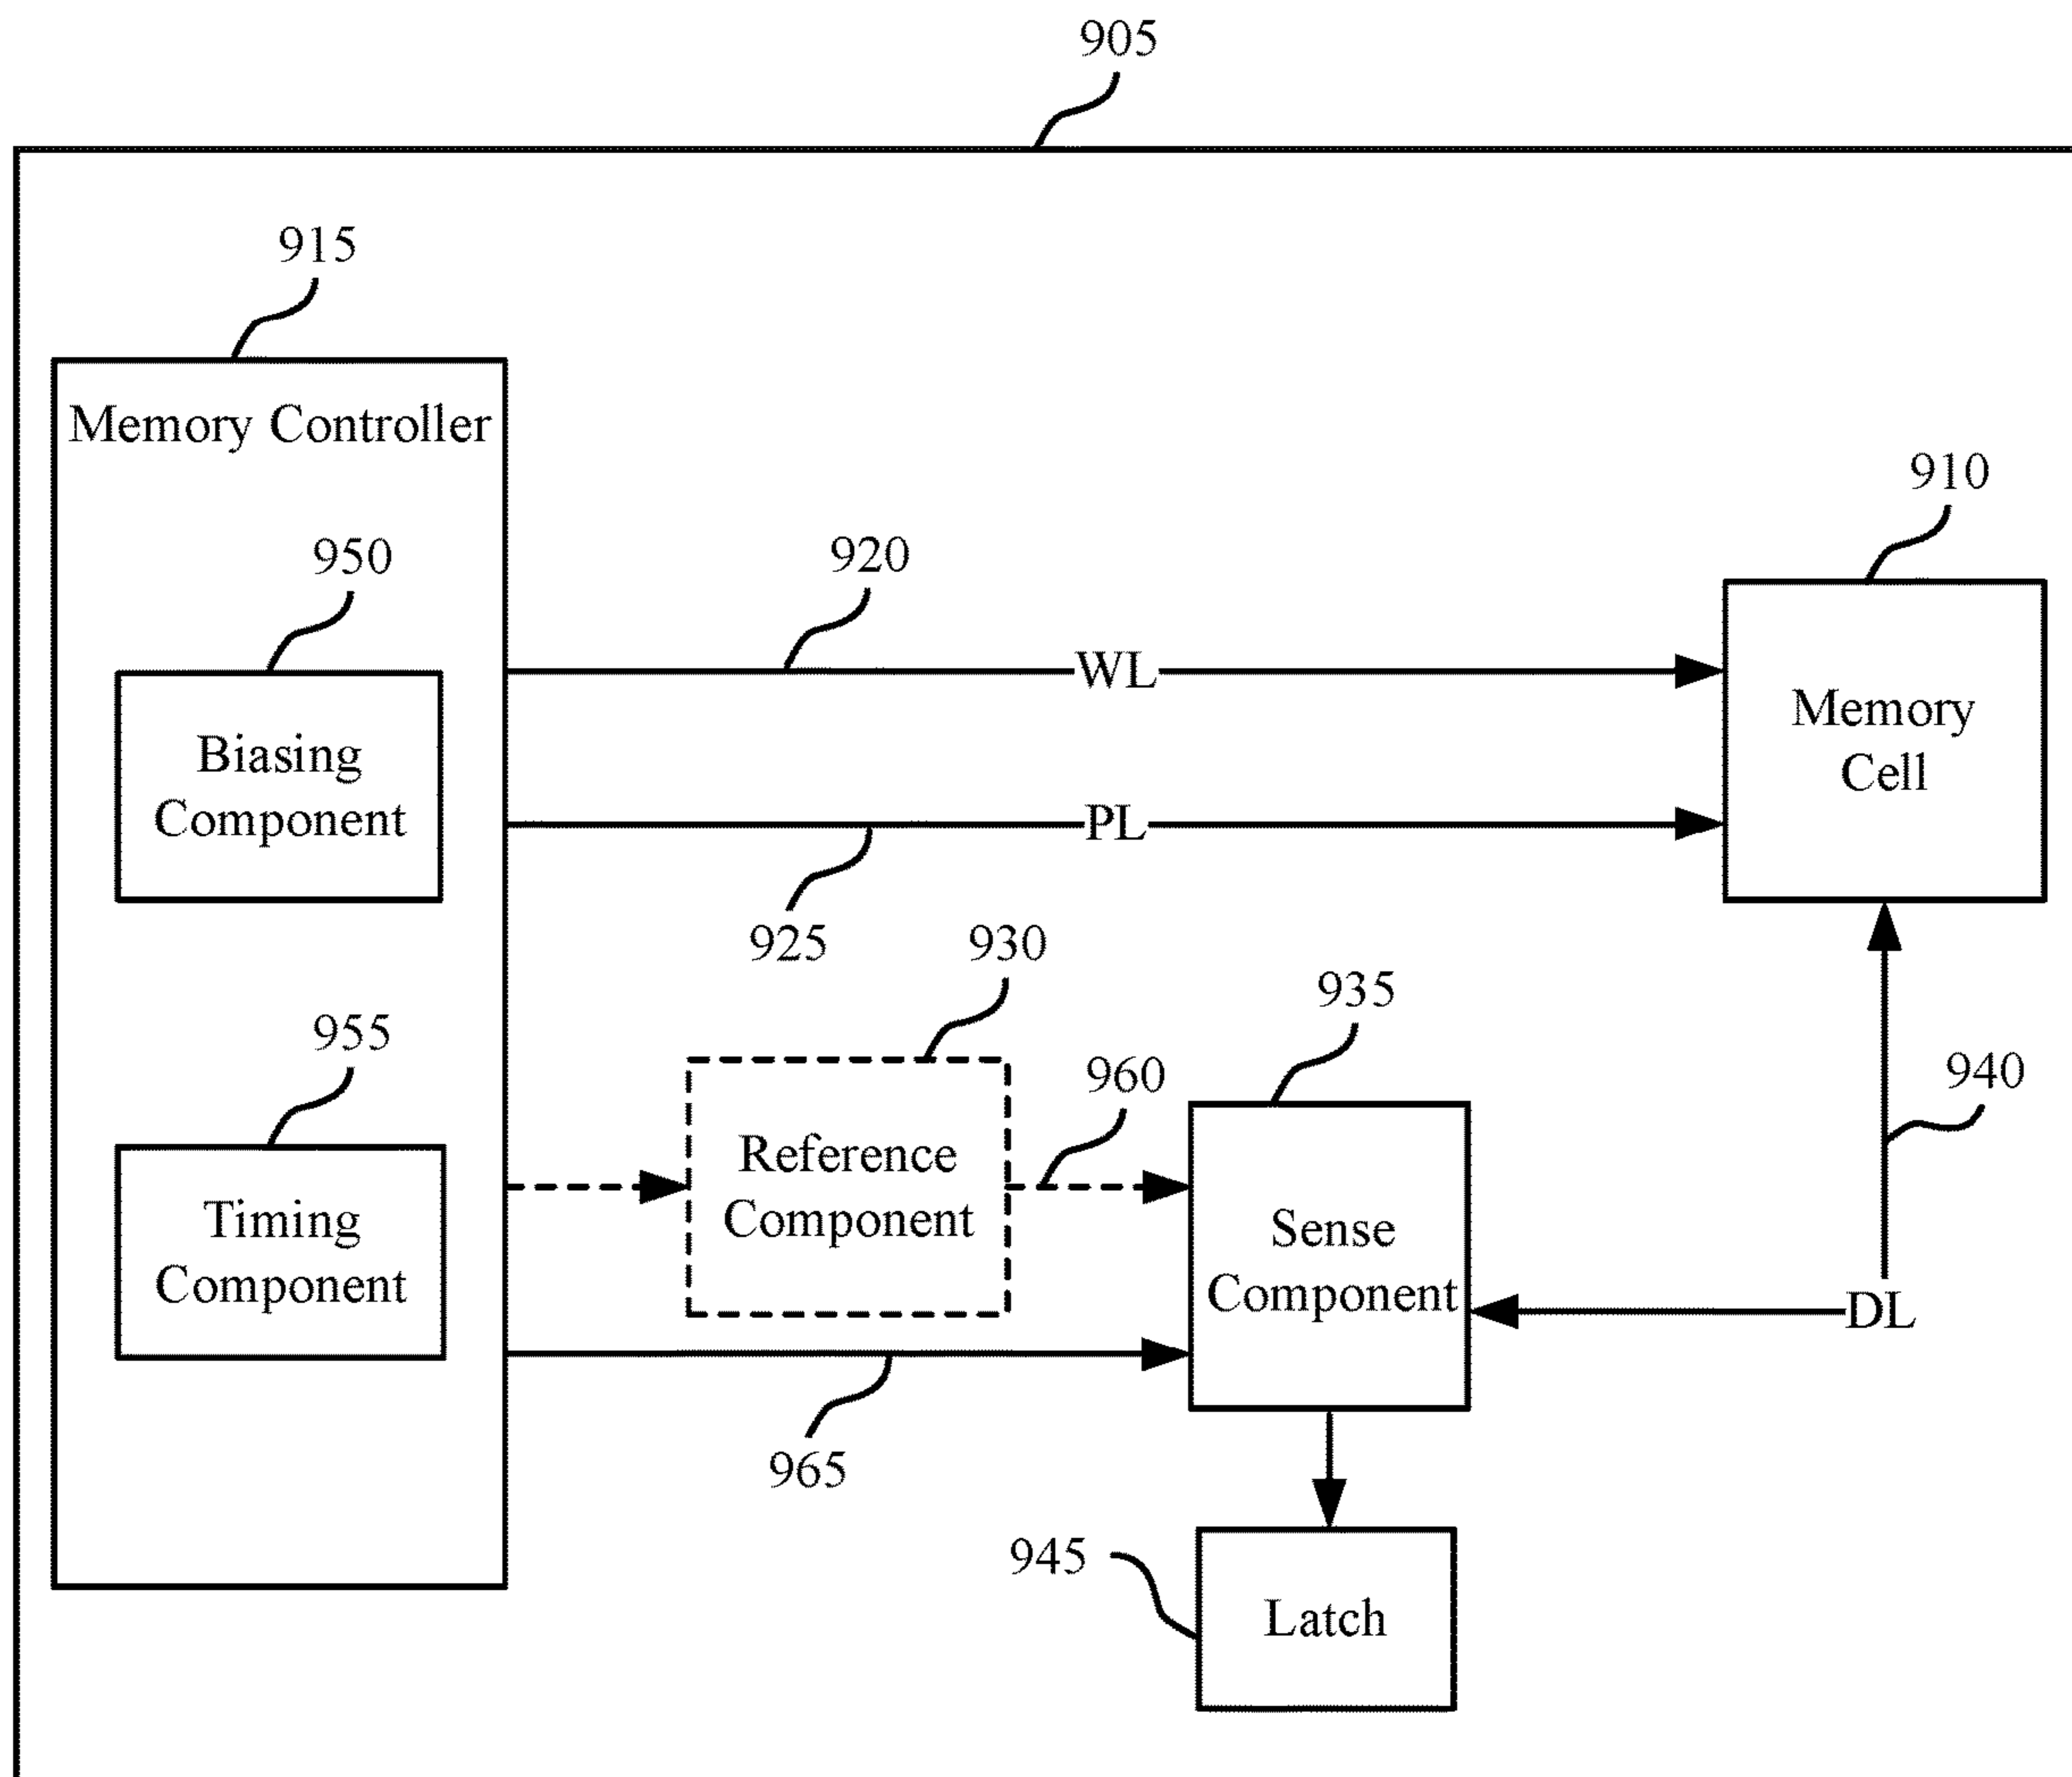 905
915
Memory Controller
910
950
920
WL
Memory
Cell
Biasing
Component
PL
925
930
935
955
960
940
Reference
Component
Timing
Component
Sense
Component
DL
965
945
Latch